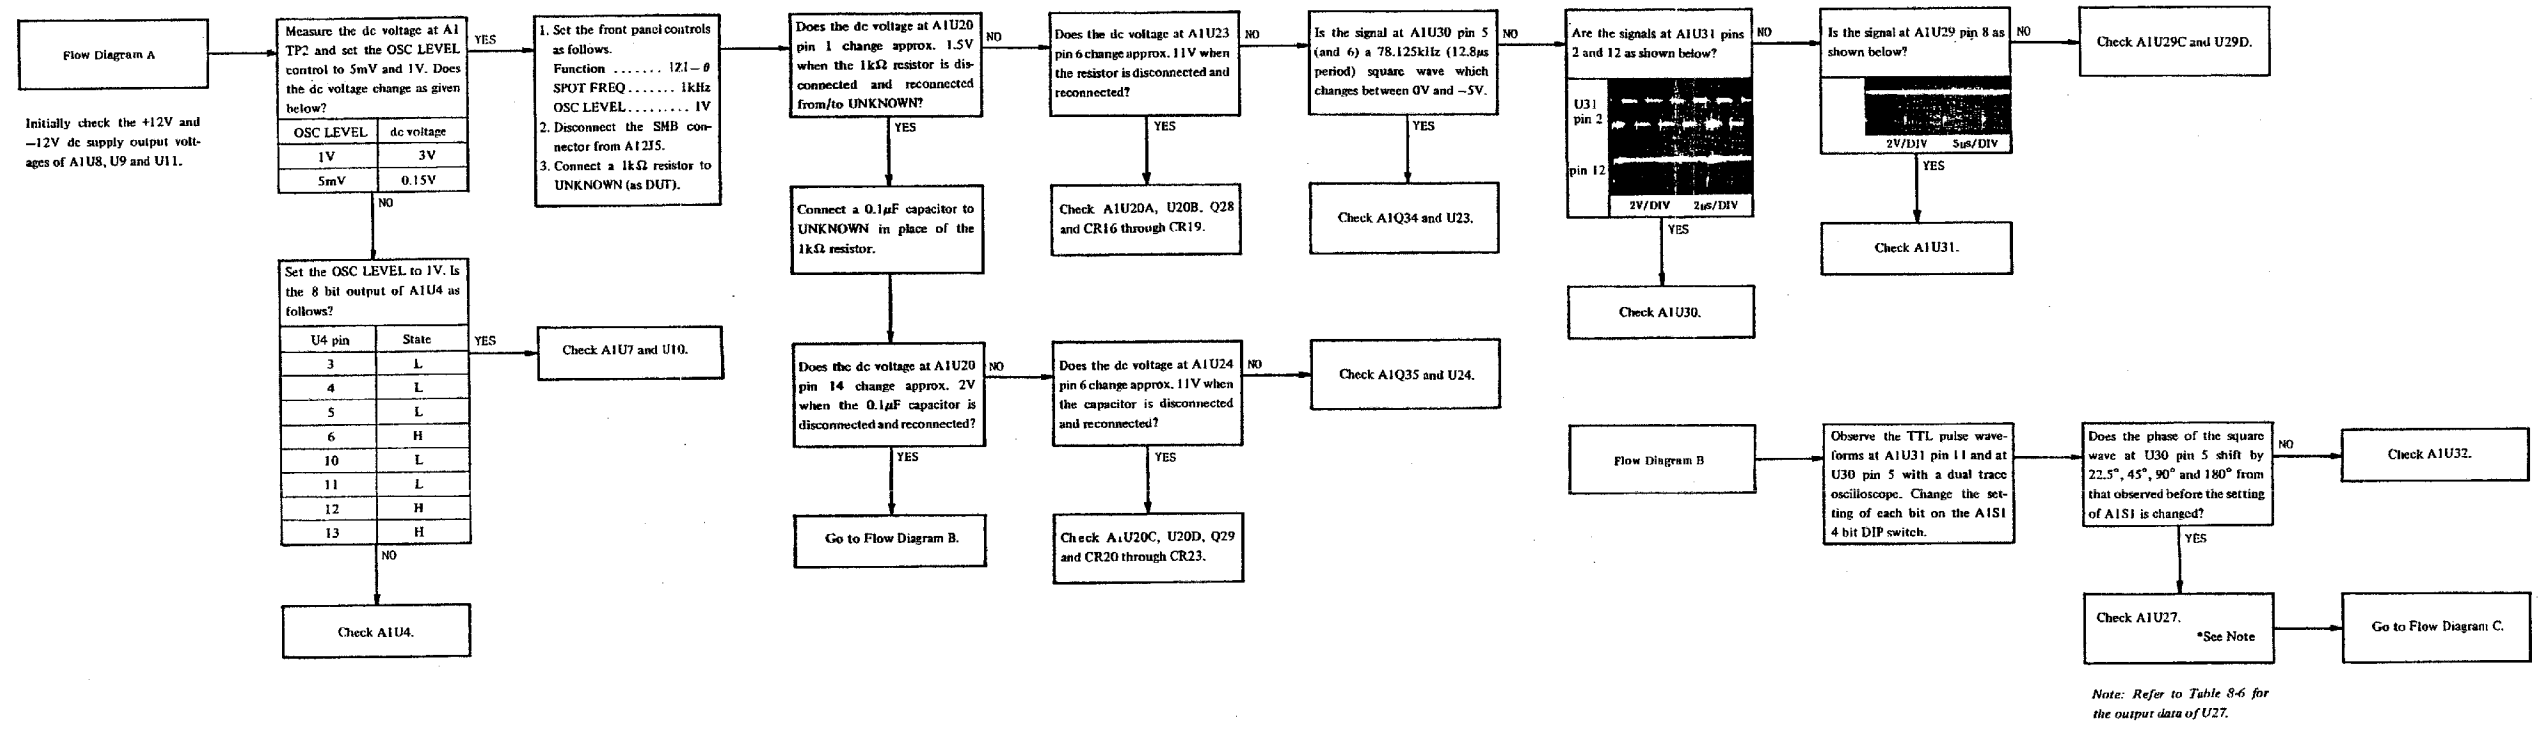 Flow Diagram A
Initially check the +12V and
−12V dc supply output volt-
ages of A1U8, U9 and U11.
Measure the dc voltage at A1
TP2 and set the OSC LEVEL
control to 5mV and 1V. Does
the dc voltage change as given
below?
OSC LEVEL dc voltage
1V 3V
5mV 0.15V
YES
NO
Set the OSC LEVEL to 1V. Is
the 8 bit output of A1U4 as
follows?
U4 pin State
3 L
4 L
5 L
6 H
10 L
11 L
12 H
13 H
YES
NO
Check A1U4.
Check A1U7 and U10.
1. Set the front panel controls
as follows.
Function ....... |Z|−θ
SPOT FREQ....... 1kHz
OSC LEVEL......... 1V
2. Disconnect the SMB con-
nector from A12J5.
3. Connect a 1kΩ resistor to
UNKNOWN (as DUT).
Does the dc voltage at A1U20
pin 1 change approx. 1.5V
when the 1kΩ resistor is dis-
connected and reconnected
from/to UNKNOWN?
NO
YES
Connect a 0.1µF capacitor to
UNKNOWN in place of the
1kΩ resistor.
Does the dc voltage at A1U20
pin 14 change approx. 2V
when the 0.1µF capacitor is
disconnected and reconnected?
NO
YES
Go to Flow Diagram B.
Does the dc voltage at A1U23
pin 6 change approx. 11V when
the resistor is disconnected and
reconnected?
NO
YES
Check A1U20A, U20B, Q28
and CR16 through CR19.
Does the dc voltage at A1U24
pin 6 change approx. 11V when
the capacitor is disconnected
and reconnected?
NO
YES
Check A1U20C, U20D, Q29
and CR20 through CR23.
Is the signal at A1U30 pin 5
(and 6) a 78.125kHz (12.8µs
period) square wave which
changes between 0V and −5V.
NO
YES
Check A1Q34 and U23.
Check A1Q35 and U24.
Are the signals at A1U31 pins
2 and 12 as shown below?
U31
pin 2
pin 12
2V/DIV 2us/DIV
NO
YES
Check A1U30.
Is the signal at A1U29 pin 8 as
shown below?
2V/DIV 5us/DIV
NO
YES
Check A1U31.
Check A1U29C and U29D.
Flow Diagram B
Observe the TTL pulse wave-
forms at A1U31 pin 11 and at
U30 pin 5 with a dual trace
oscilloscope. Change the set-
ting of each bit on the A1S1
4 bit DIP switch.
Does the phase of the square
wave at U30 pin 5 shift by
22.5°, 45°, 90° and 180° from
that observed before the setting
of A1S1 is changed?
NO
YES
Check A1U32.
Check A1U27.
*See Note
Go to Flow Diagram C.
Note: Refer to Table 8-6 for
the output data of U27.